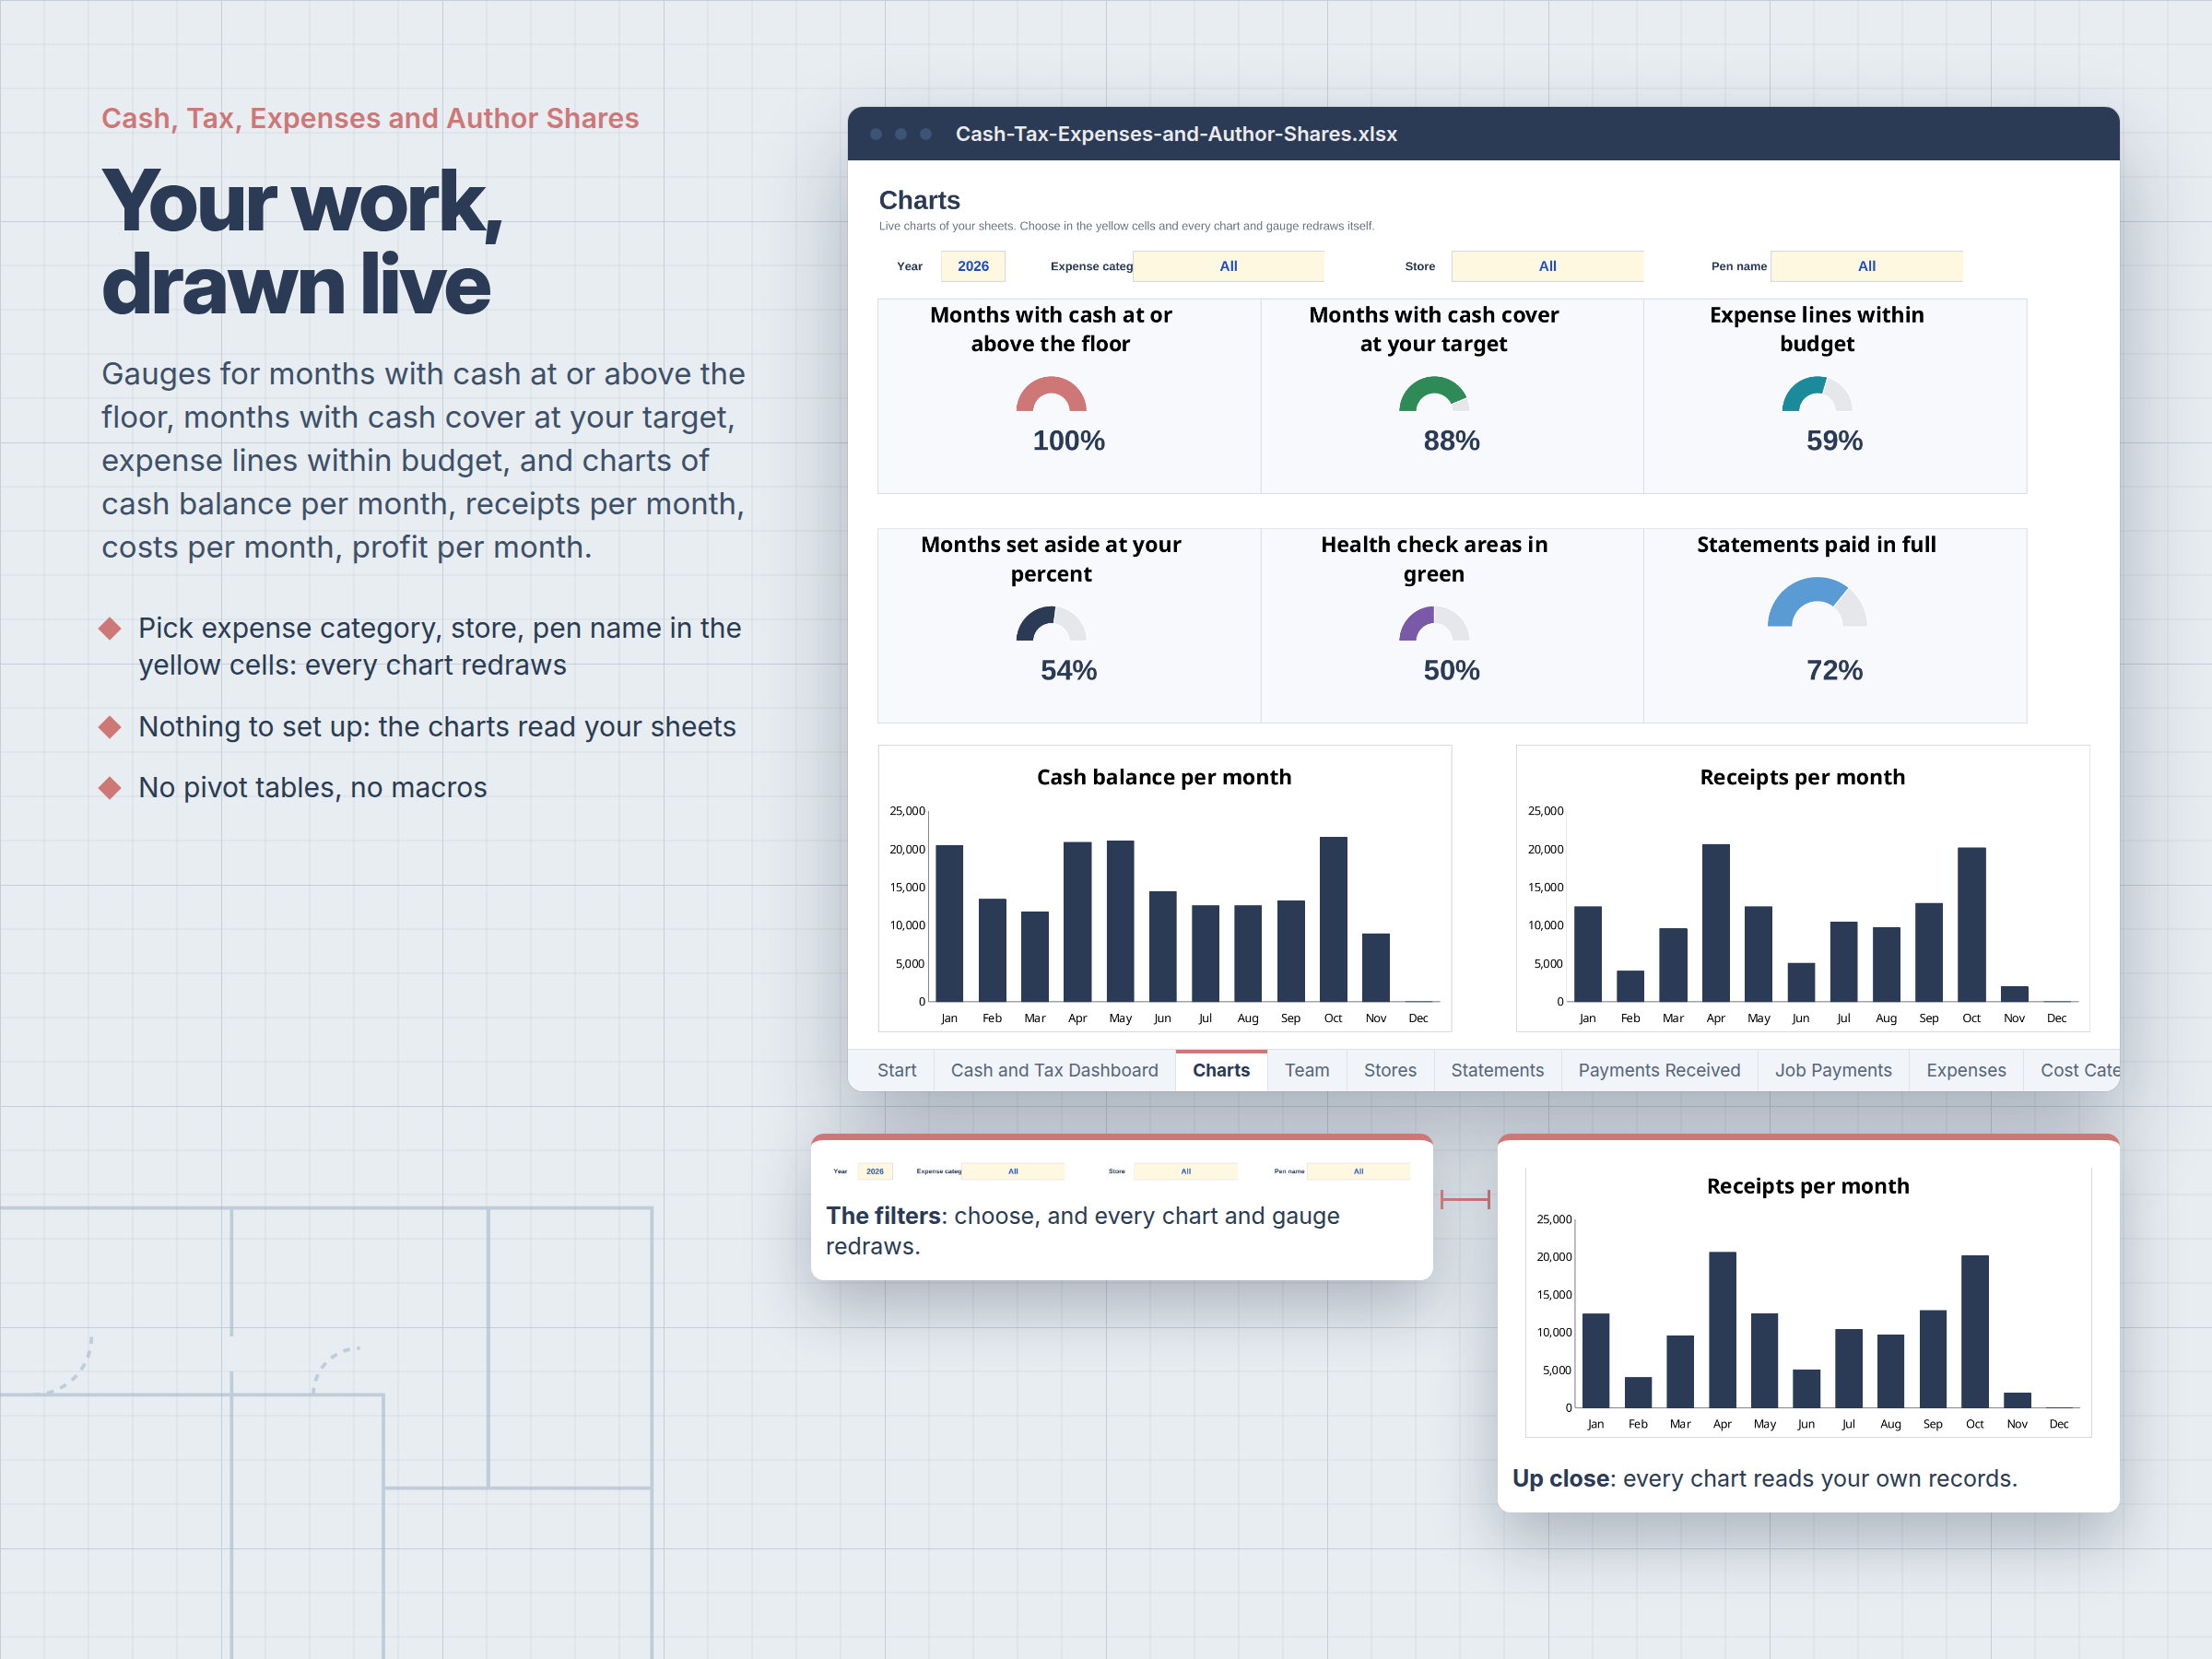 Cash, Tax, Expenses and Author Shares
Your work,
drawn live
Gauges for months with cash at or above the
floor, months with cash cover at your target,
expense lines within budget, and charts of
cash balance per month, receipts per month,
costs per month, profit per month.
Pick expense category, store, pen name in the
yellow cells: every chart redraws
Nothing to set up: the charts read your sheets
No pivot tables, no macros
Cash-Tax-Expenses-and-Author-Shares.xlsx
Charts
Live charts of your sheets. Choose in the yellow cells and every chart and gauge redraws itself.
Year 2026 Expense categ All Store All Pen name All
Months with cash at or
above the floor
100%
Months with cash cover
at your target
88%
Expense lines within
budget
59%
Months set aside at your
percent
54%
Health check areas in
green
50%
Statements paid in full
72%
Cash balance per month
25,000
20,000
15,000
10,000
5,000
0
Jan Feb Mar Apr May Jun Jul Aug Sep Oct Nov Dec
Receipts per month
25,000
20,000
15,000
10,000
5,000
0
Jan Feb Mar Apr May Jun Jul Aug Sep Oct Nov Dec
Start Cash and Tax Dashboard Charts Team Stores Statements Payments Received Job Payments Expenses Cost Cate
Year 2026 Expense categ All Store All Pen name All
The filters: choose, and every chart and gauge
redraws.
Receipts per month
25,000
20,000
15,000
10,000
5,000
0
Jan Feb Mar Apr May Jun Jul Aug Sep Oct Nov Dec
Up close: every chart reads your own records.